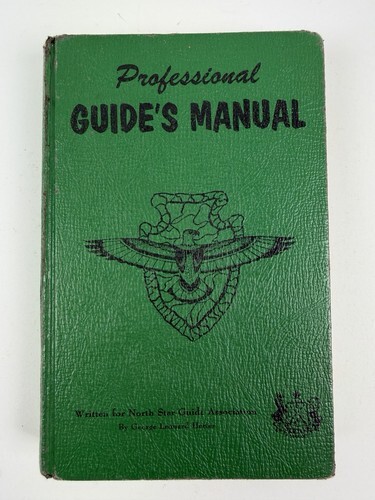 Professional
GUIDE'S MANUAL
Written for North Star Guide Association
By George Leonard Herter